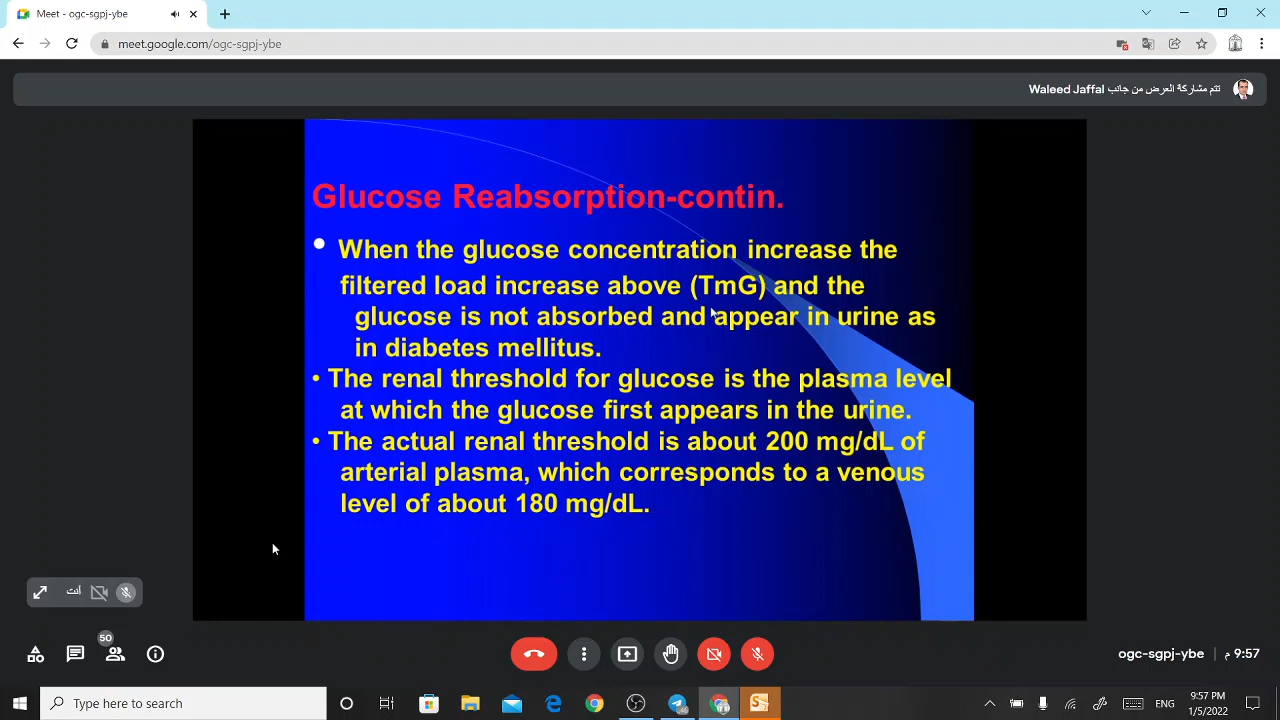 Meet - ogc-sgpj-ybe
meet.google.com/ogc-sgpj-ybe
تتم مشاركة العرض من جانب Waleed Jaffal
Glucose Reabsorption-contin.
• When the glucose concentration increase the
filtered load increase above (TmG) and the
glucose is not absorbed and appear in urine as
in diabetes mellitus.
• The renal threshold for glucose is the plasma level
at which the glucose first appears in the urine.
• The actual renal threshold is about 200 mg/dL of
arterial plasma, which corresponds to a venous
level of about 180 mg/dL.
أنت
50
ogc-sgpj-ybe | 9:57 م
Type here to search
ENG
9:57 PM
1/5/2022